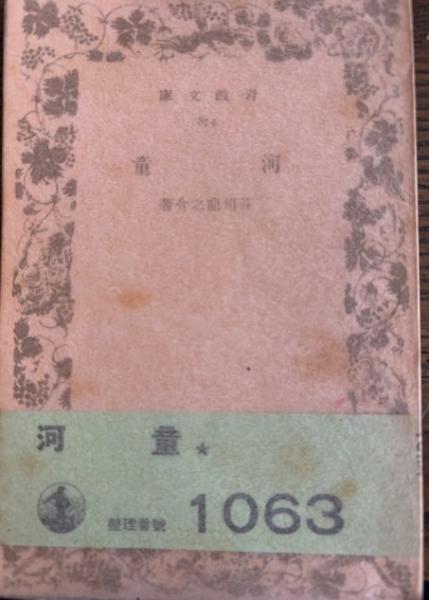 岩波文庫
河童
芥川龍之介著
河童★
整理番號 1063